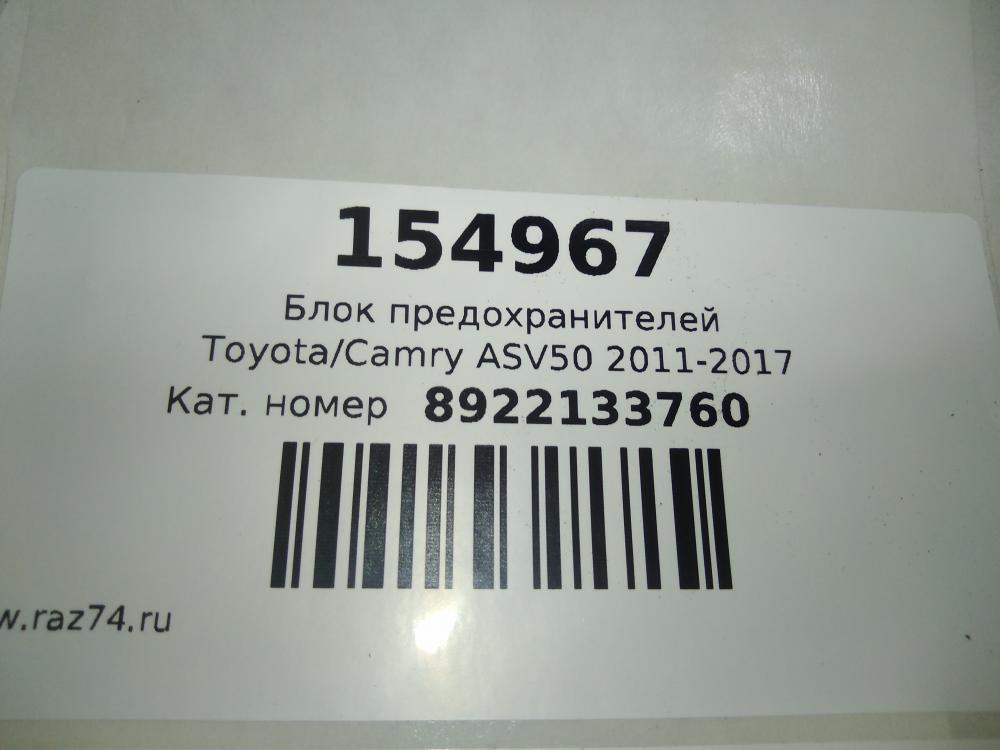 154967
Блок предохранителей
Toyota/Camry ASV50 2011-2017
Кат. номер 8922133760
w.raz74.ru